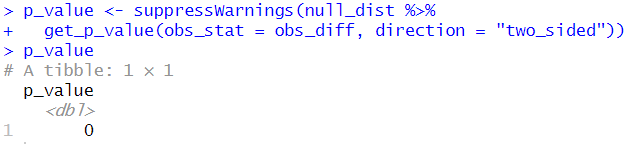 > p_value <- suppressWarnings(null_dist %>%
+   get_p_value(obs_stat = obs_diff, direction = "two_sided"))
> p_value
# A tibble: 1 × 1
  p_value
    <dbl>
1       0